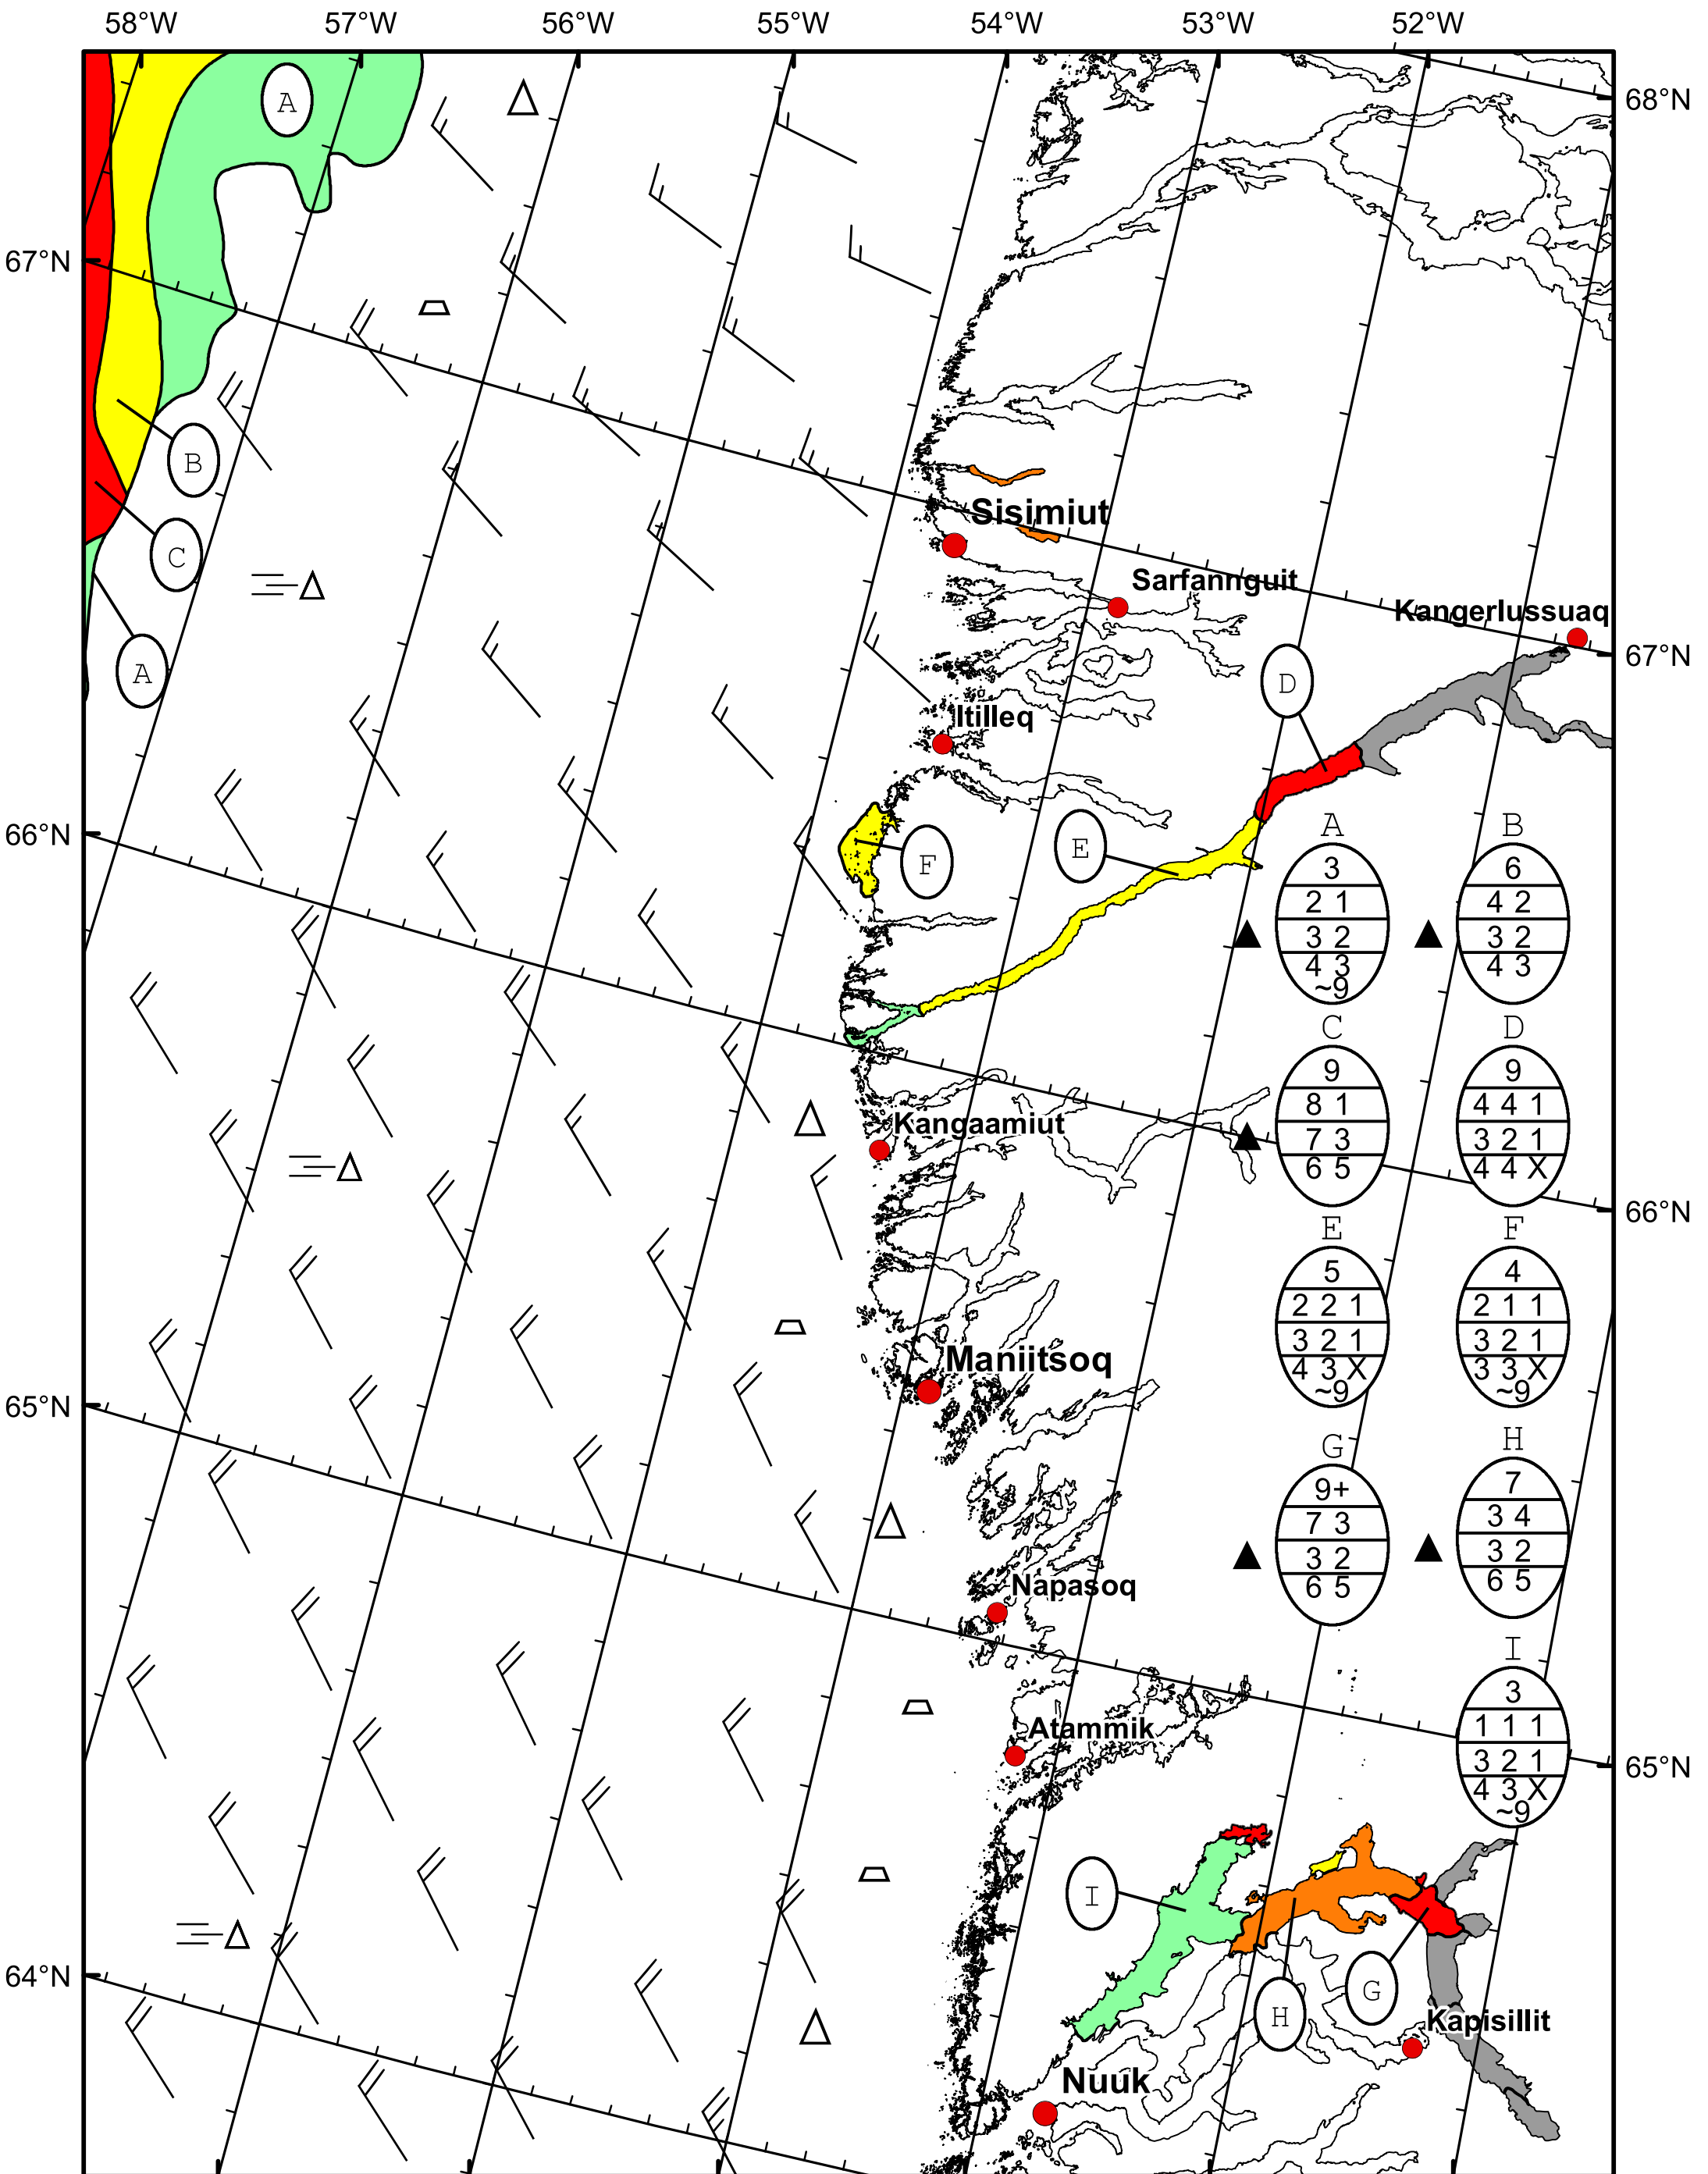 58°W 57°W 56°W 55°W 54°W 53°W 52°W
68°N
A
67°N
B
Sisimiut
C
Sarfannguit
Kangerlussuaq
67°N
A
D
Itilleq
66°N
E
F
A B
3 6
2 1 4 2
3 2 3 2
4 3 4 3
~9
C D
9 9
8 1 4 4 1
7 3 3 2 1
6 5 4 4 X
Kangaamiut
66°N
E F
5 4
2 2 1 2 1 1
3 2 1 3 2 1
4 3 X 3 3 X
~9 ~9
Maniitsoq
65°N
G H
9+ 7
7 3 3 4
3 2 3 2
6 5 6 5
Napasoq
I
3
1 1 1
3 2 1
4 3 X
~9
Atammik
65°N
I
64°N
G
H
Kapisillit
Nuuk